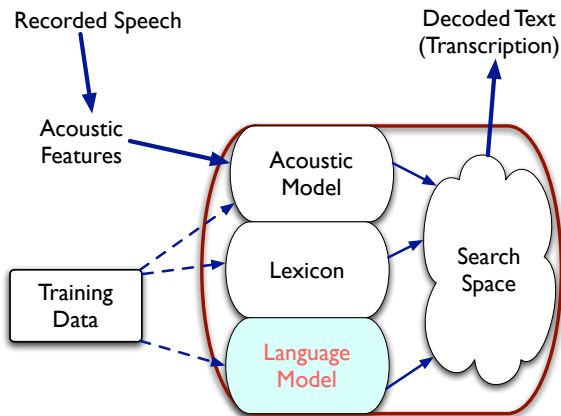 Recorded Speech
Decoded Text
(Transcription)
Acoustic
Features
Acoustic
Model
Lexicon
Search
Space
Training
Data
Language
Model